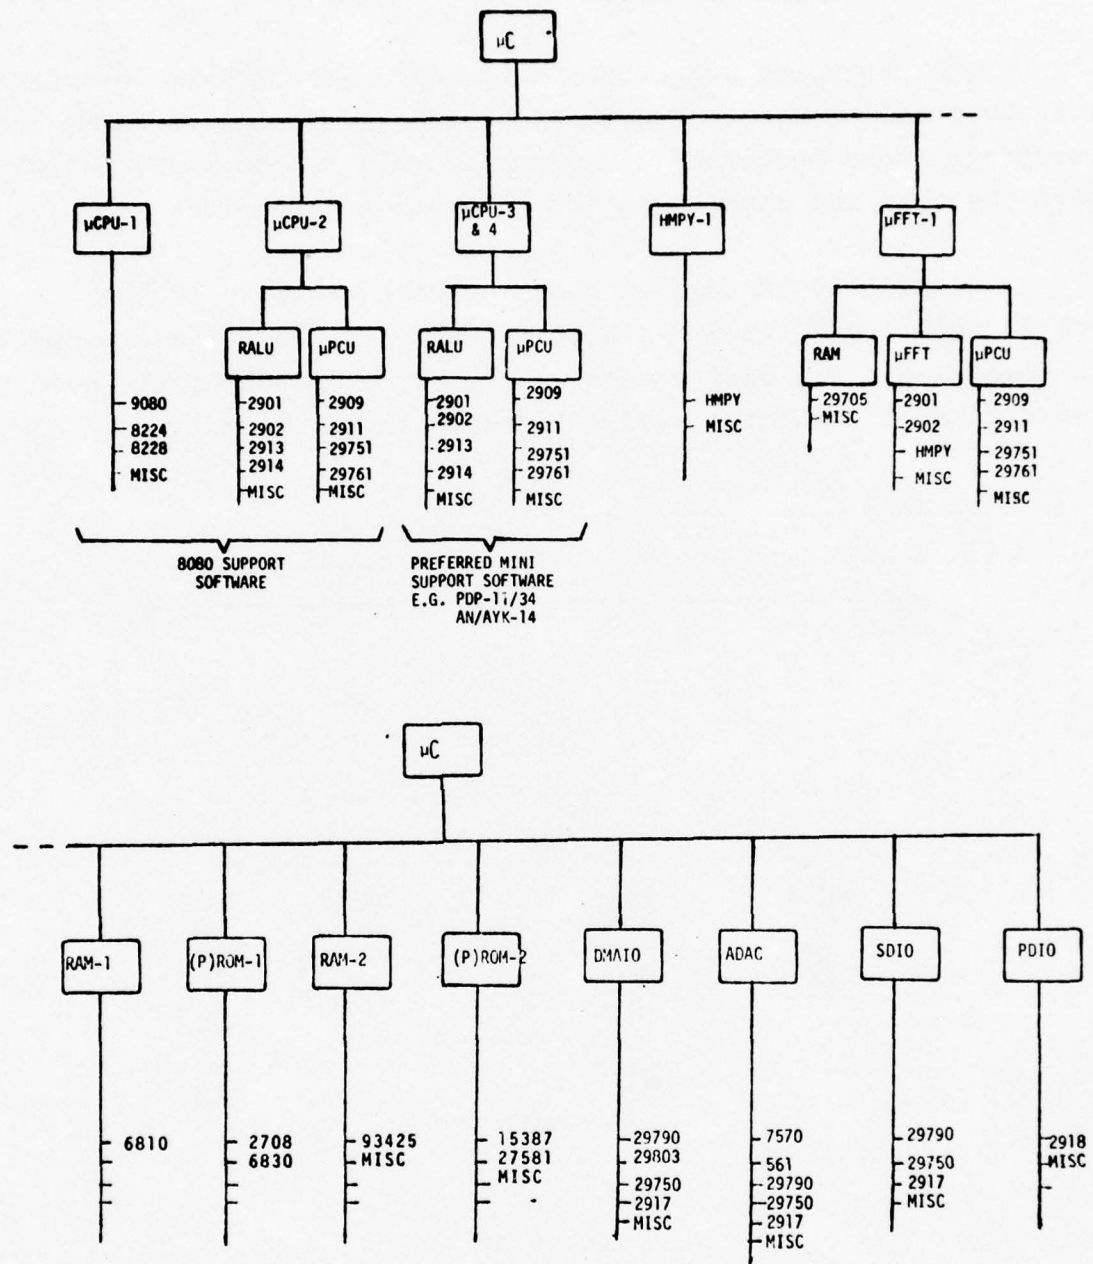 µC
µCPU-1
µCPU-2
µCPU-3
& 4
HMPY-1
µFFT-1
RALU
µPCU
RALU
µPCU
RAM
µFFT
µPCU
9080
8224
8228
MISC
2901
2902
2913
2914
MISC
2909
2911
29751
29761
MISC
2901
2902
2913
2914
MISC
2909
2911
29751
29761
MISC
HMPY
MISC
29705
MISC
2901
2902
HMPY
MISC
2909
2911
29751
29761
MISC
8080 SUPPORT
SOFTWARE
PREFERRED MINI
SUPPORT SOFTWARE
E.G. PDP-11/34
AN/AYK-14
µC
RAM-1
(P)ROM-1
RAM-2
(P)ROM-2
DMAIO
ADAC
SDIO
PDIO
6810
2708
6830
93425
MISC
15387
27581
MISC
29790
29803
29750
2917
MISC
7570
561
29790
29750
2917
MISC
29790
29750
2917
MISC
2918
MISC